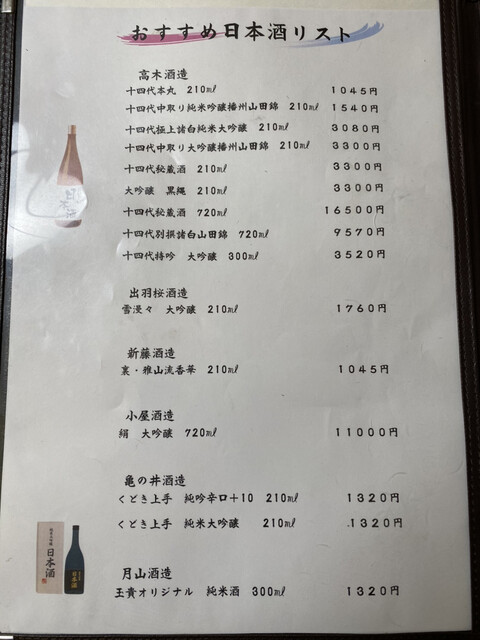 おすすめ日本酒リスト
高木酒造
十四代本丸 210㎖ 1045円
十四代中取り純米吟醸播州山田錦 210㎖ 1540円
十四代極上諸白純米大吟醸 210㎖ 3080円
十四代中取り大吟醸播州山田錦 210㎖ 3300円
十四代秘蔵酒 210㎖ 3300円
大吟醸 黒縄 210㎖ 3300円
十四代秘蔵酒 720㎖ 16500円
十四代別撰諸白山田錦 720㎖ 9570円
十四代特吟 大吟醸 300㎖ 3520円
出羽桜酒造
雪漫々 大吟醸 210㎖ 1760円
新藤酒造
裏・雅山流香華 210㎖ 1045円
小屋酒造
絹 大吟醸 720㎖ 11000円
亀の井酒造
くどき上手 純吟辛口+10 210㎖ 1320円
くどき上手 純米大吟醸 210㎖ 1320円
月山酒造
王貴オリジナル 純米酒 300㎖ 1320円
日本酒
日本酒